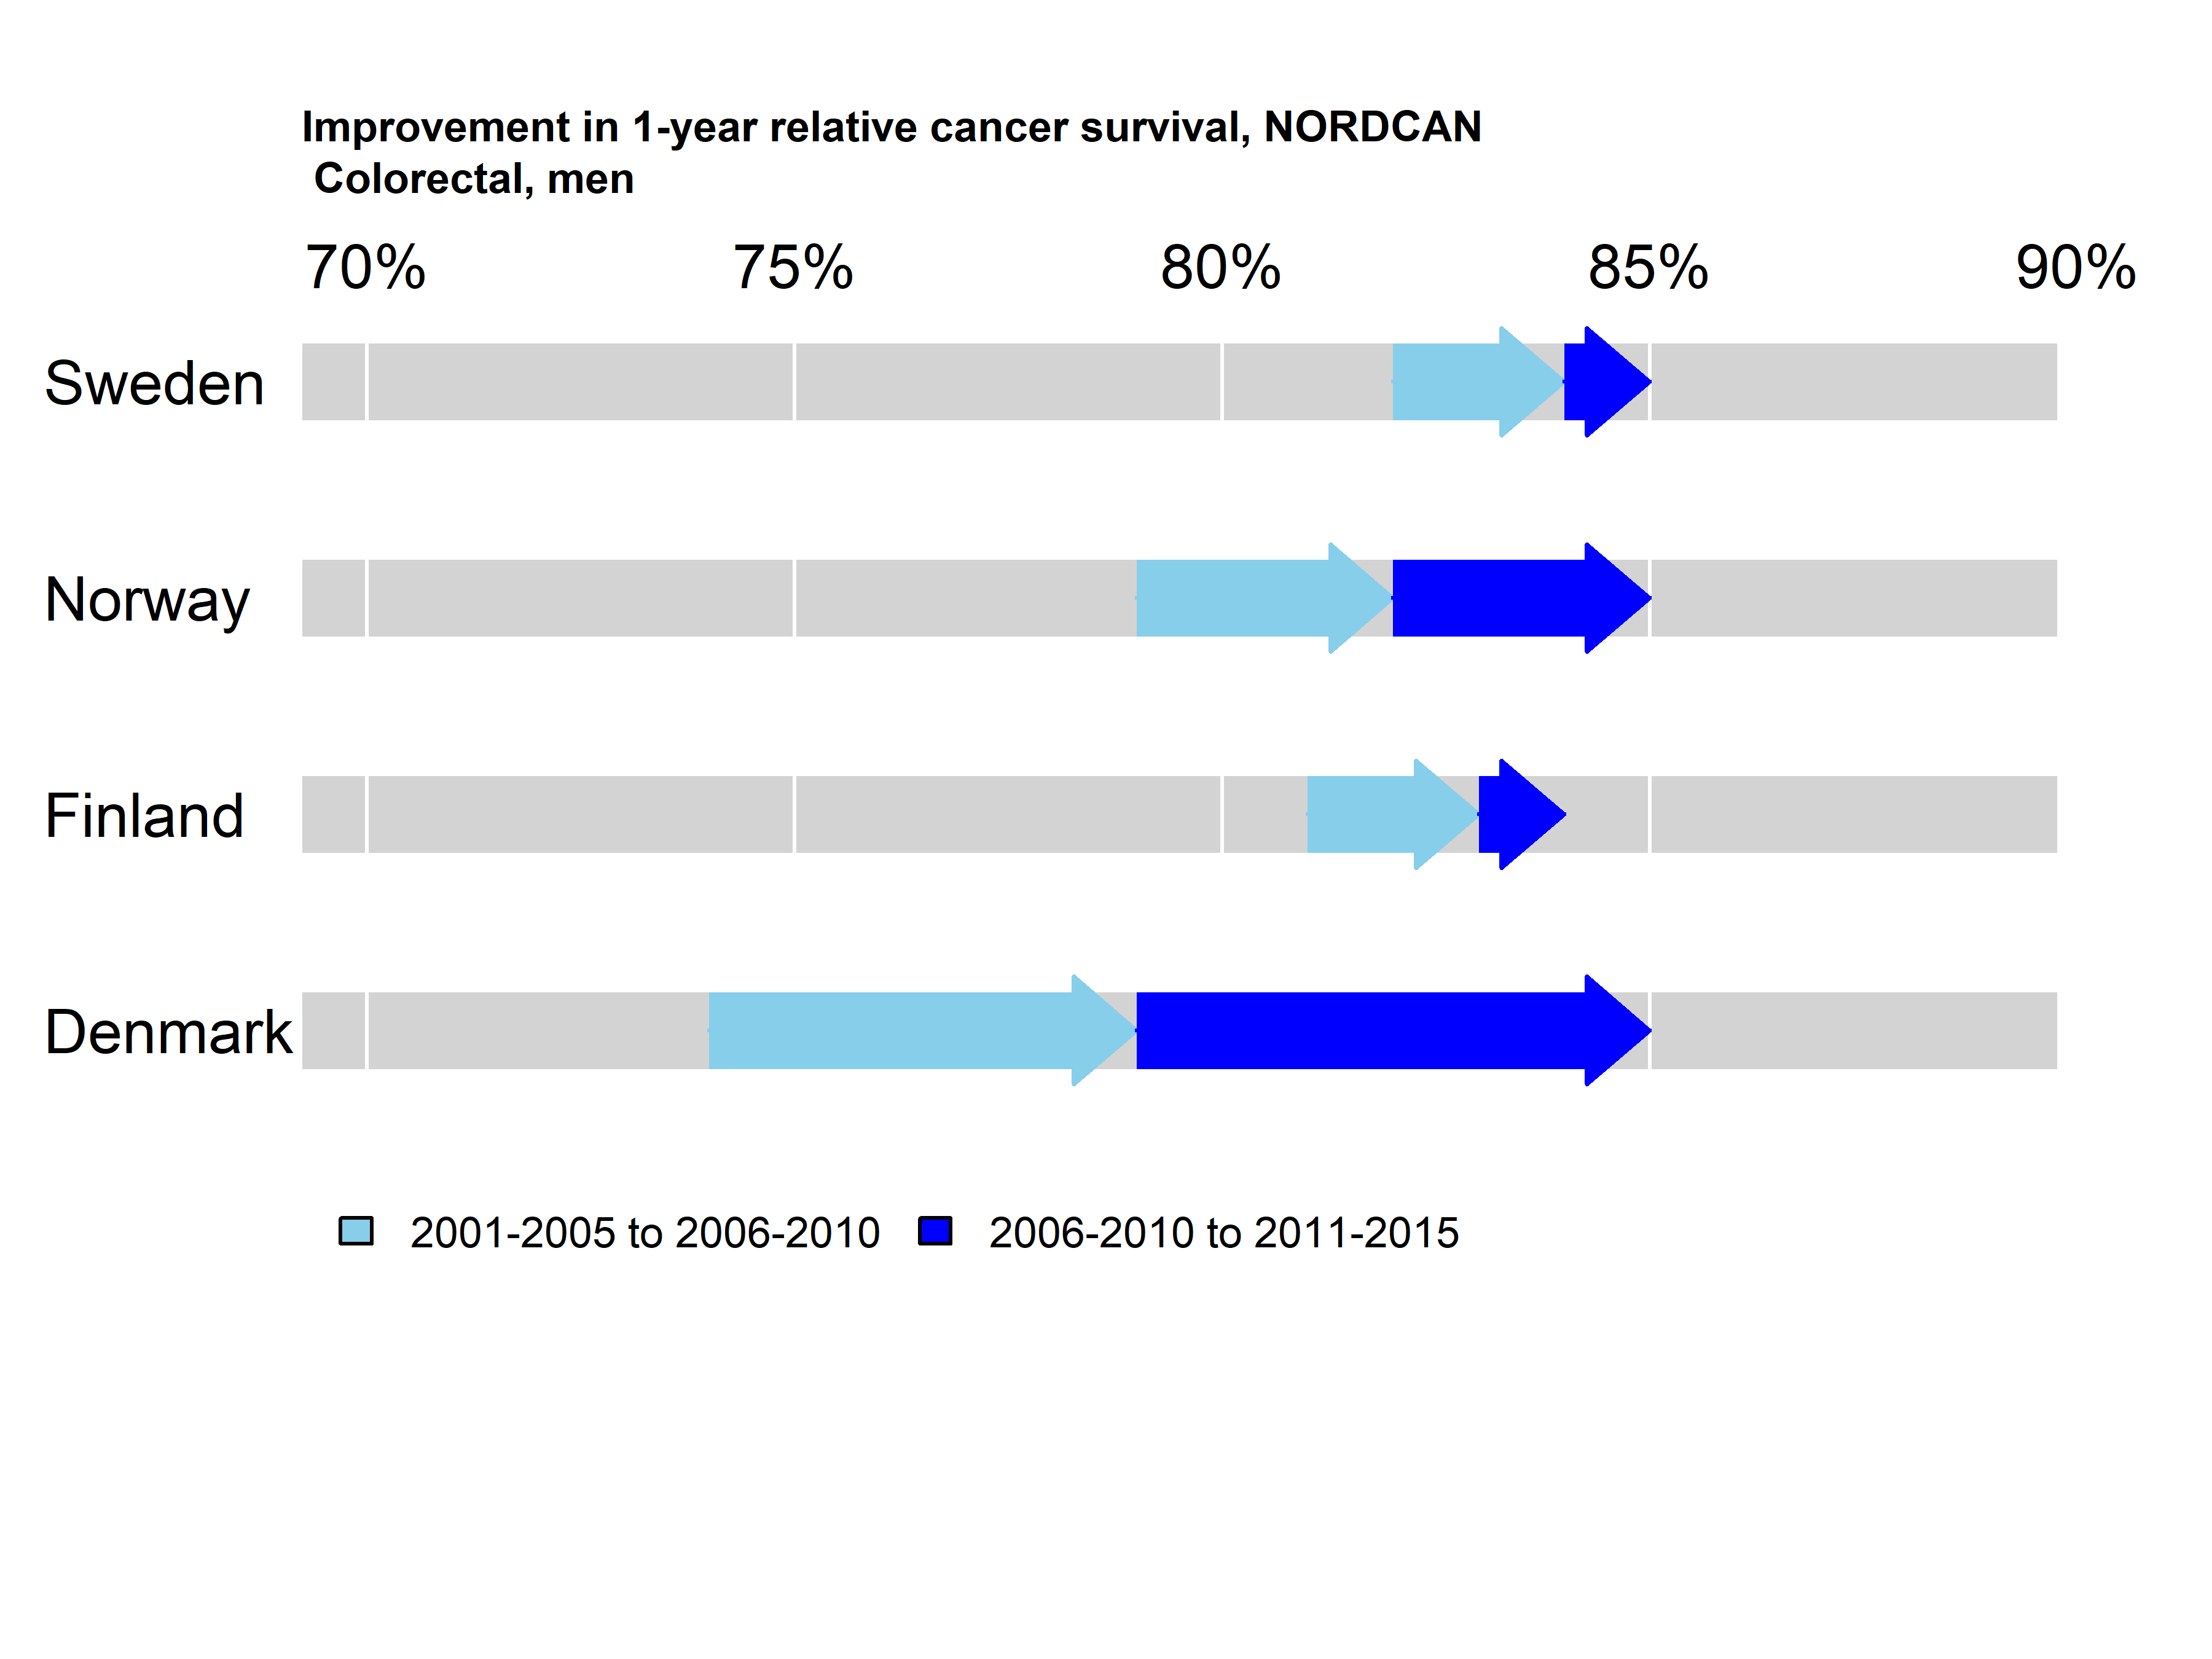 Improvement in 1-year relative cancer survival, NORDCAN
Colorectal, men
70% 75% 80% 85% 90%
Sweden
Norway
Finland
Denmark
2001-2005 to 2006-2010 2006-2010 to 2011-2015